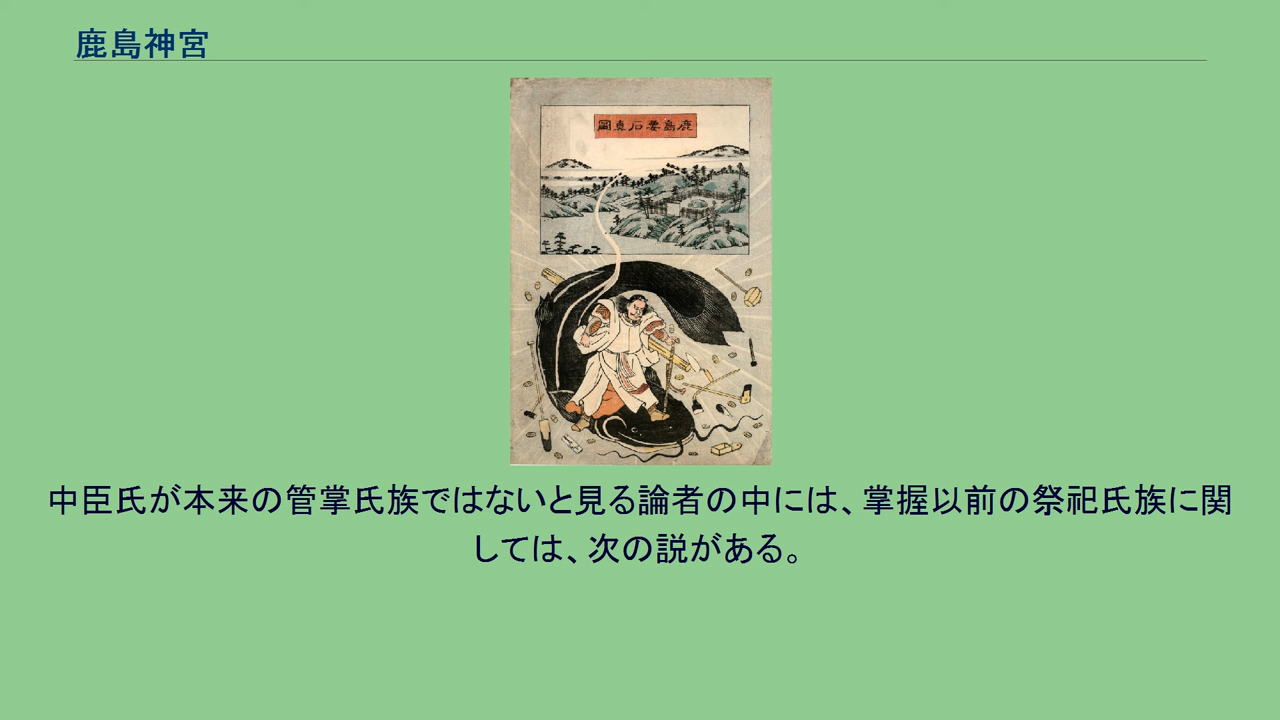 鹿島神宮
鹿島要石真圖
中臣氏が本来の管掌氏族ではないと見る論者の中には、掌握以前の祭祀氏族に関
しては、次の説がある。